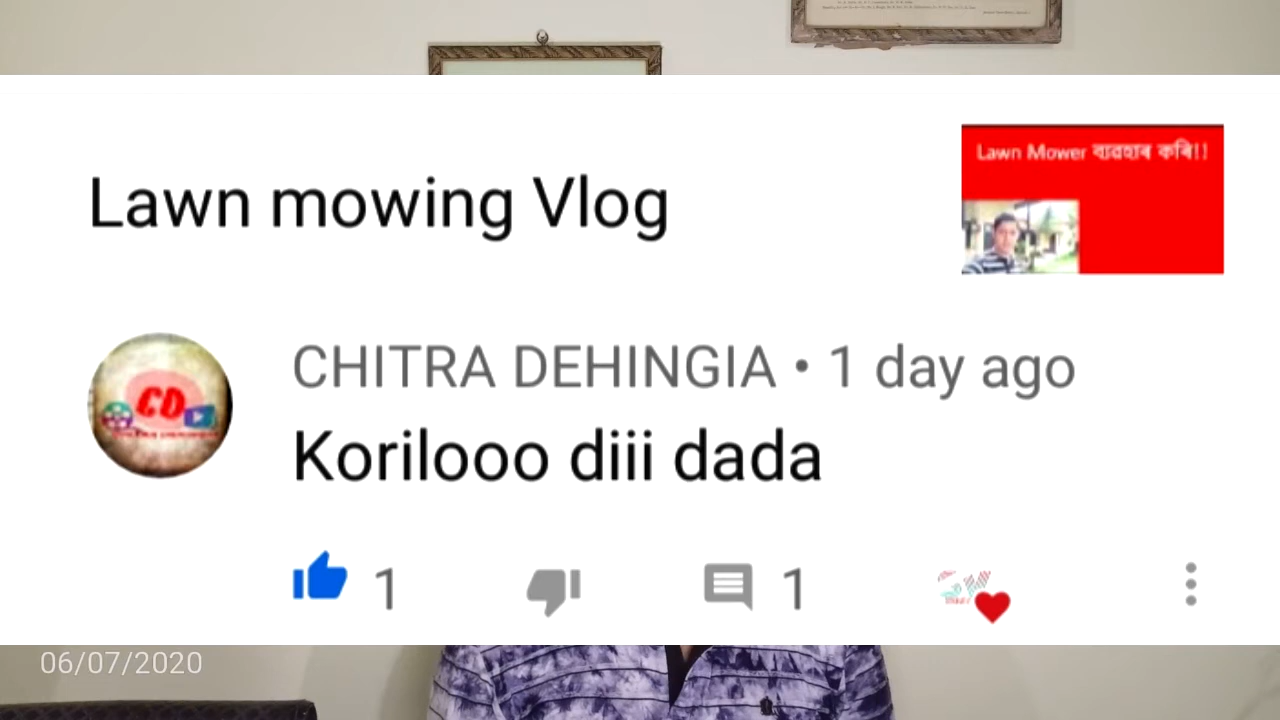 Lawn mowing Vlog
Lawn Mower ব্যৱহাৰ কৰি!!
CHITRA DEHINGIA • 1 day ago
CD
Korilooo diii dada
1
1
06/07/2020